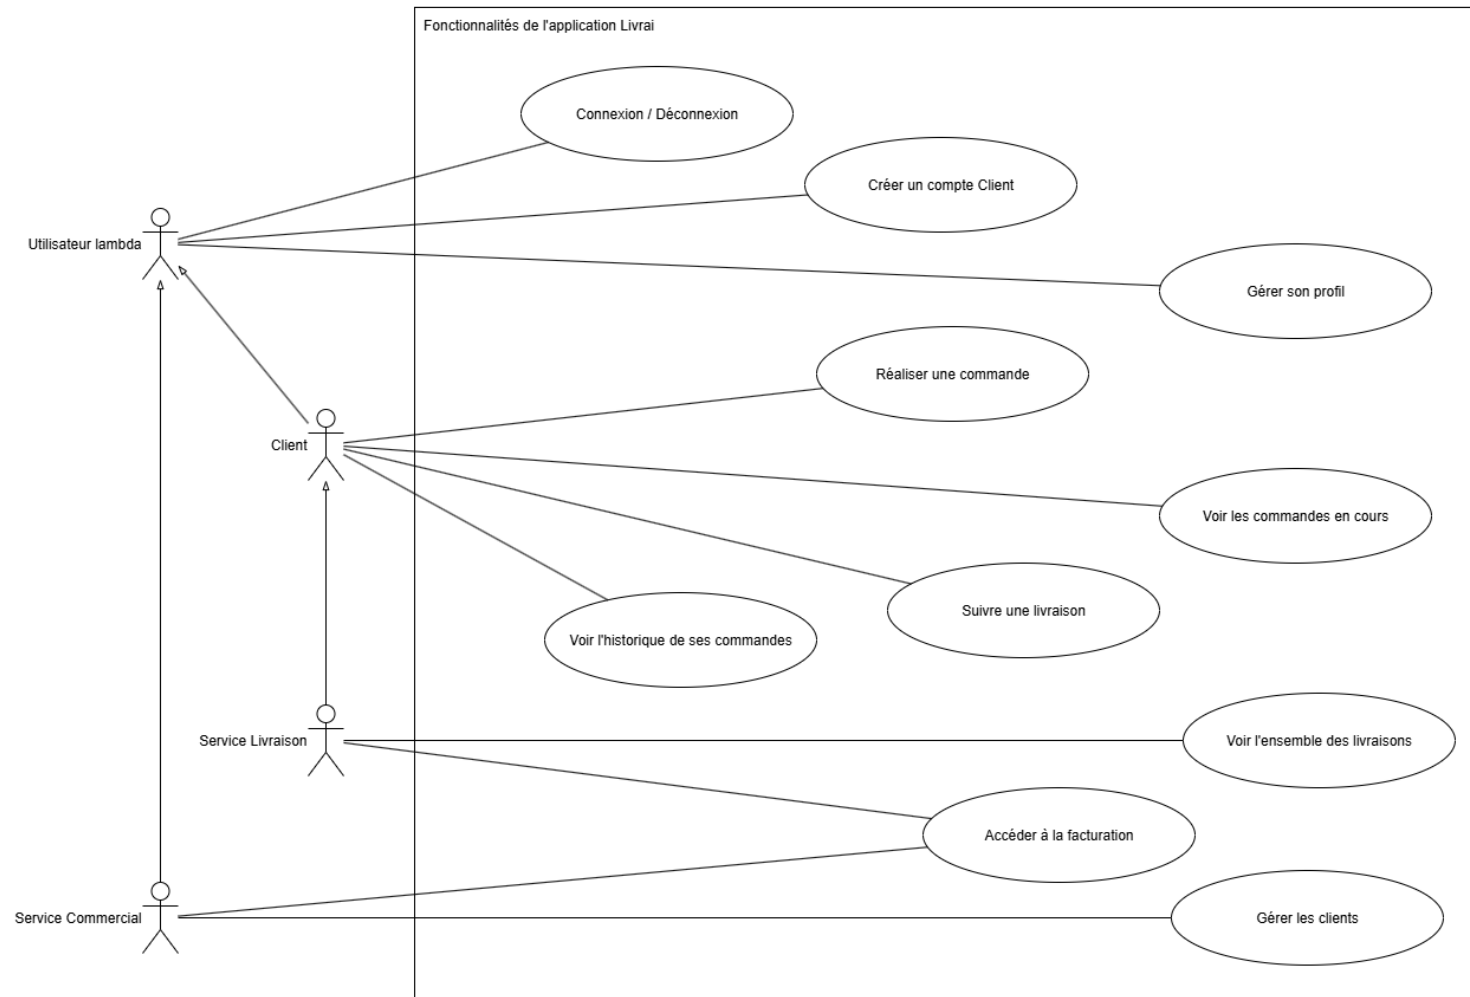 Fonctionnalités de l'application Livrai
Connexion / Déconnexion
Créer un compte Client
Utilisateur lambda
Gérer son profil
Réaliser une commande
Client
Voir les commandes en cours
Suivre une livraison
Voir l'historique de ses commandes
Service Livraison
Voir l'ensemble des livraisons
Accéder à la facturation
Service Commercial
Gérer les clients